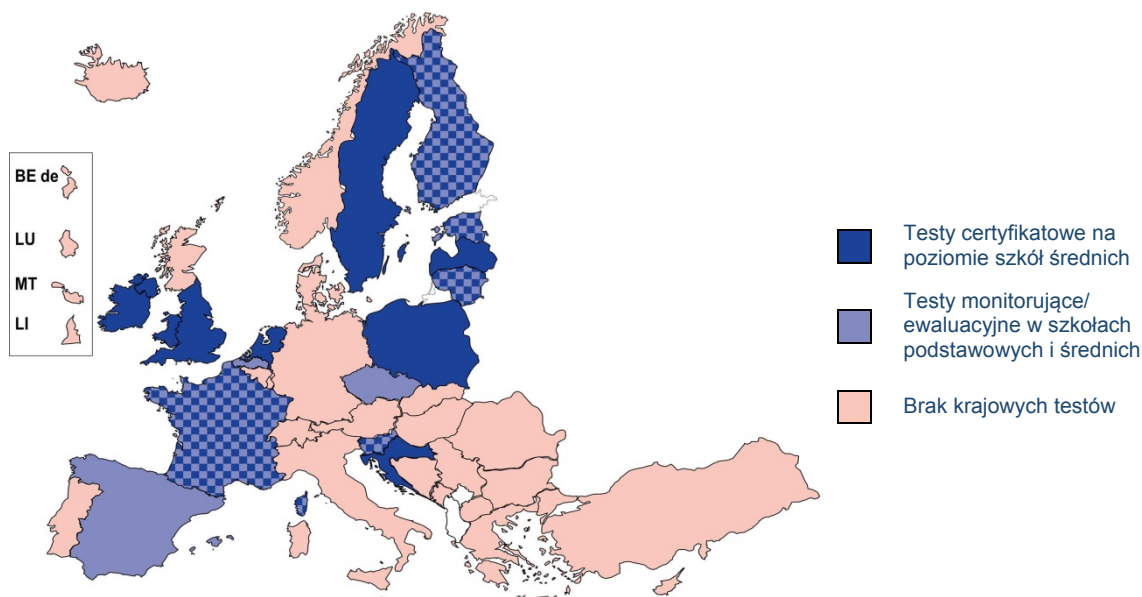 BE de
LU
MT
LI
Testy certyfikatowe na
poziomie szkół średnich
Testy monitorujące/
ewaluacyjne w szkołach
podstawowych i średnich
Brak krajowych testów